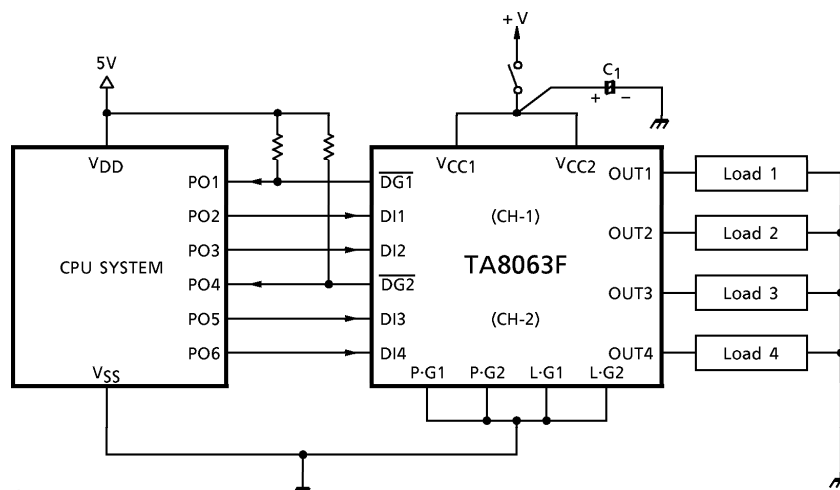 +V
5V
C1
+ −
VDD
VCC1
VCC2
PO1
PO2
PO3
PO4
PO5
PO6
CPU SYSTEM
VSS
DG1
DI1
DI2
DG2
DI3
DI4
(CH-1)
TA8063F
(CH-2)
P·G1
P·G2
L·G1
L·G2
OUT1
OUT2
OUT3
OUT4
Load 1
Load 2
Load 3
Load 4